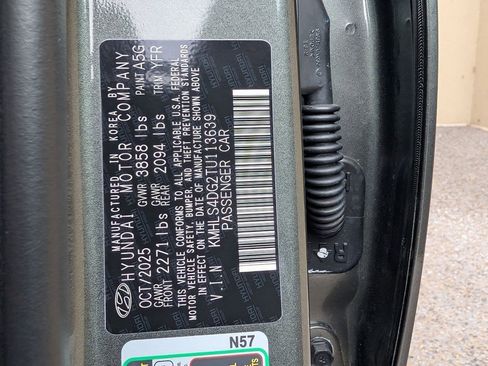 MANUFACTURED IN KOREA BY
HYUNDAI MOTOR COMPANY
OCT/2025 GVWR 3858 lbs PAINT A5G
GAWR FRONT 2271 lbs GAWR REAR 2094 lbs TRIM YFR
THIS VEHICLE CONFORMS TO ALL APPLICABLE U.S.A. FEDERAL
MOTOR VEHICLE SAFETY, BUMPER, AND THEFT PREVENTION STANDARDS
IN EFFECT ON THE DATE OF MANUFACTURE SHOWN ABOVE
V.I.N KMHLS4DG2TU113639
PASSENGER CAR
N57